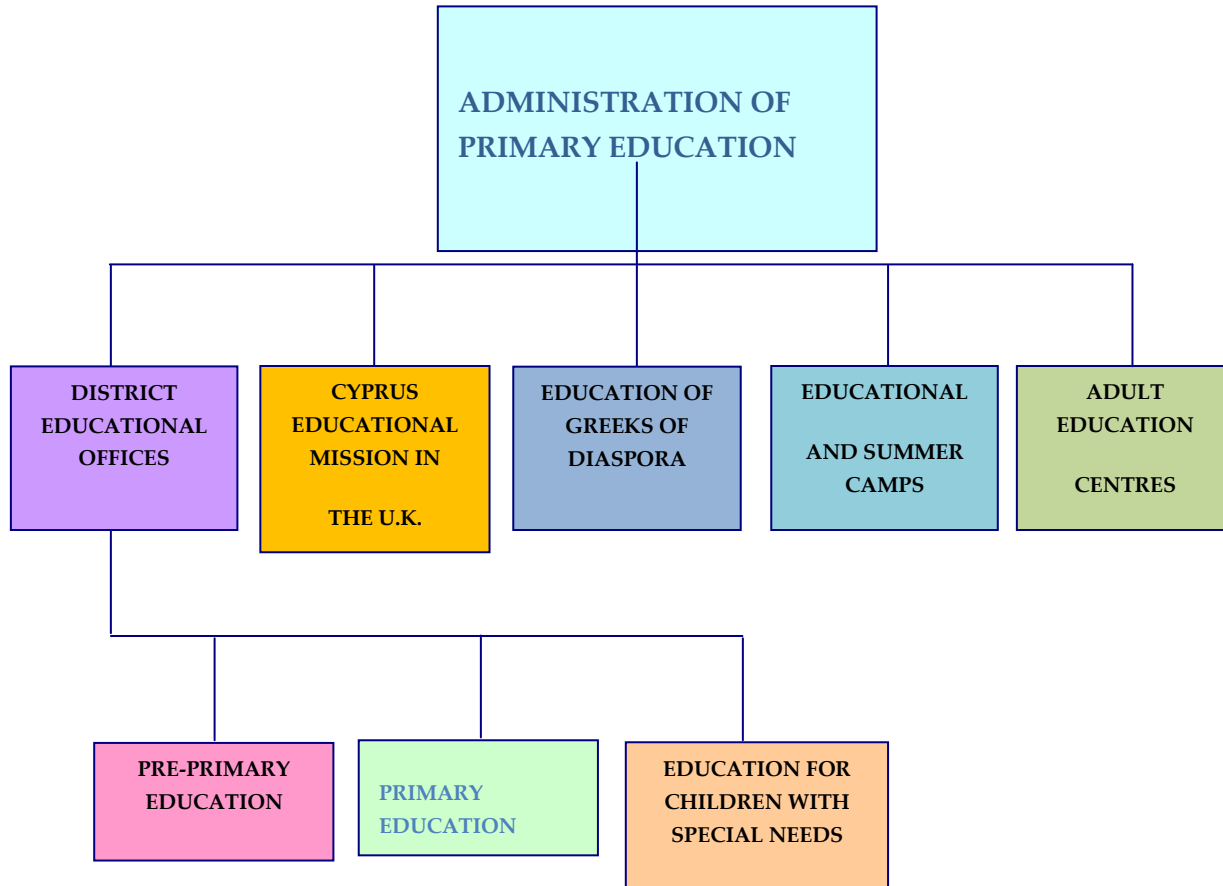 ADMINISTRATION OF
PRIMARY EDUCATION
DISTRICT
EDUCATIONAL
OFFICES
CYPRUS
EDUCATIONAL
MISSION IN
THE U.K.
EDUCATION OF
GREEKS OF
DIASPORA
EDUCATIONAL
AND SUMMER
CAMPS
ADULT
EDUCATION
CENTRES
PRE-PRIMARY
EDUCATION
PRIMARY
EDUCATION
EDUCATION FOR
CHILDREN WITH
SPECIAL NEEDS